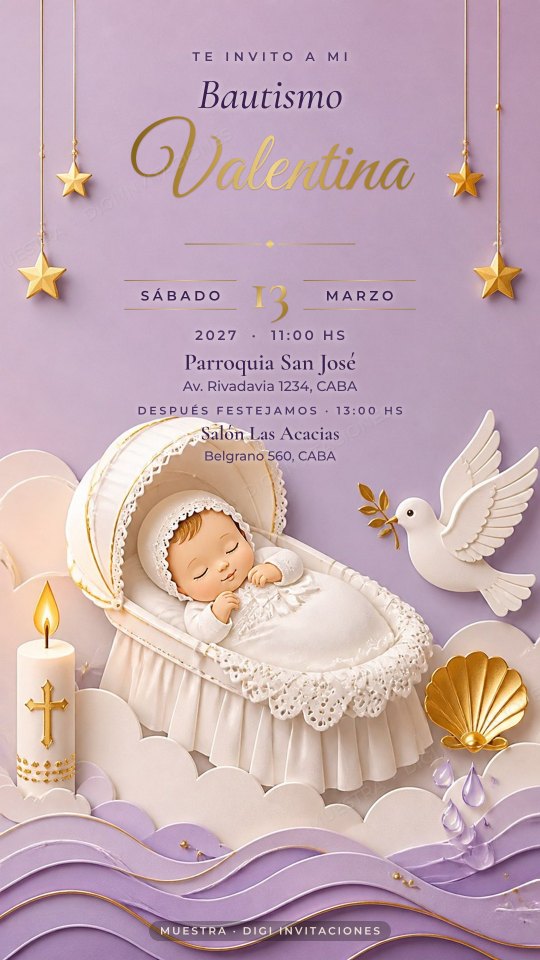 TE INVITO A MI
Bautismo
Valentina
SÁBADO 13 MARZO
2027 · 11:00 HS
Parroquia San José
Av. Rivadavia 1234, CABA
DESPUÉS FESTEJAMOS · 13:00 HS
Salón Las Acacias
Belgrano 560, CABA
MUESTRA · DIGI INVITACIONES